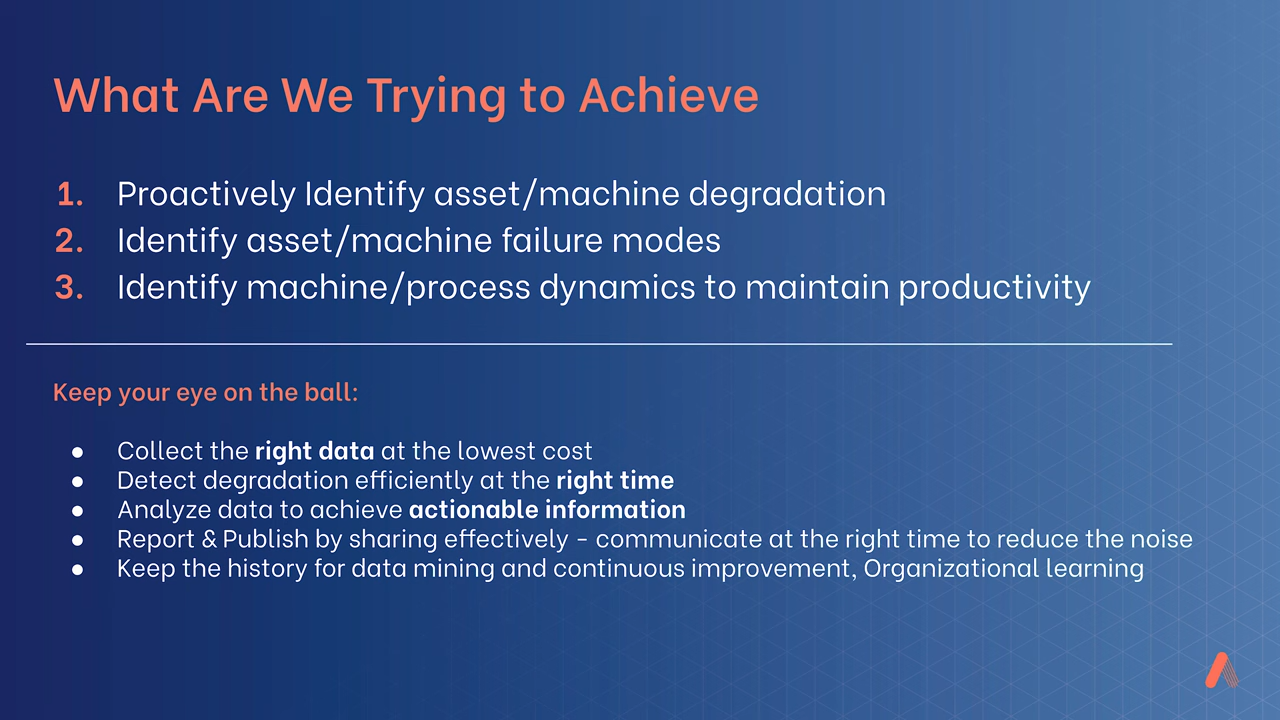 What Are We Trying to Achieve
1. Proactively Identify asset/machine degradation
2. Identify asset/machine failure modes
3. Identify machine/process dynamics to maintain productivity
Keep your eye on the ball:
● Collect the right data at the lowest cost
● Detect degradation efficiently at the right time
● Analyze data to achieve actionable information
● Report & Publish by sharing effectively – communicate at the right time to reduce the noise
● Keep the history for data mining and continuous improvement, Organizational learning